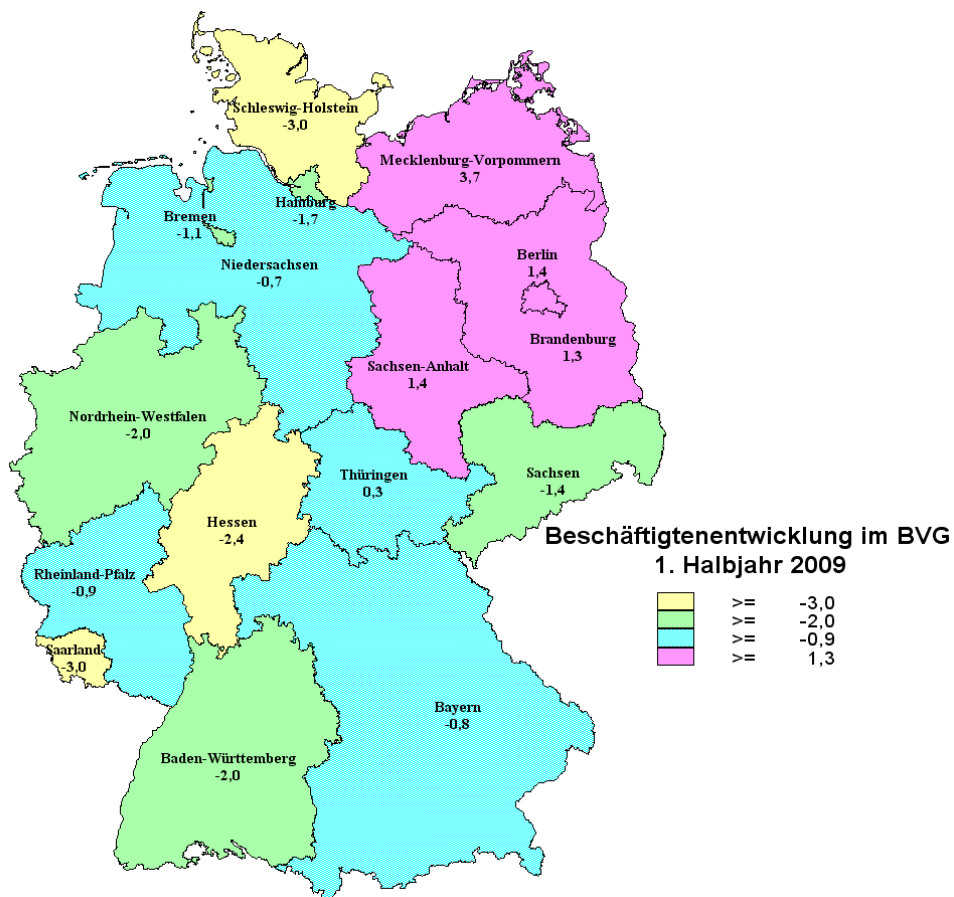 Schleswig-Holstein
-3,0
Mecklenburg-Vorpommern
3,7
Hamburg
-1,7
Bremen
-1,1
Niedersachsen
-0,7
Berlin
1,4
Brandenburg
1,3
Sachsen-Anhalt
1,4
Nordrhein-Westfalen
-2,0
Thüringen
0,3
Sachsen
-1,4
Hessen
-2,4
Rheinland-Pfalz
-0,9
Saarland
-3,0
Bayern
-0,8
Baden-Württemberg
-2,0
Beschäftigtenentwicklung im BVG
1. Halbjahr 2009
>= -3,0
>= -2,0
>= -0,9
>= 1,3